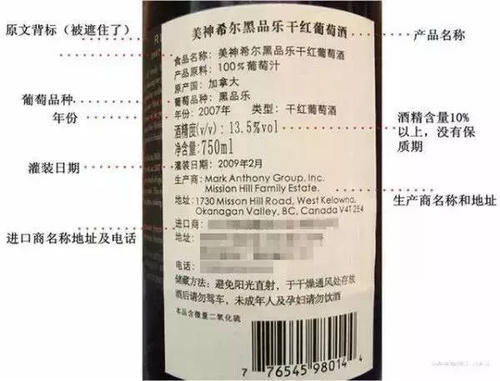 原文背标（被遮住了）
葡萄品种
年份
灌装日期
进口商名称地址及电话
美神希尔黑品乐干红葡萄酒
食品名称：美神希尔黑品乐干红葡萄酒
产品原料：100%葡萄汁
原产国：加拿大
葡萄品种：黑品乐
年份：2007年 类型：干红葡萄酒
酒精度(v/v)：13.5%vol
净含量：750ml
灌装日期：2009年2月
生产商：Mark Anthony Group, Inc.
Mission Hill Family Estate.
地址：1730 Misson Hill Road, West Kelowna,
Okanagan Valley, BC, Canada V4T 2E4
进口商：
地址：
电话：
储藏方法：避免阳光直射，于干燥通风处存放
酒后请勿驾车，未成年人及孕妇请勿饮酒
本品含微量二氧化硫
7 76545 98014 4
产品名称
酒精含量10%
以上，没有保
质期
生产商名称和地址